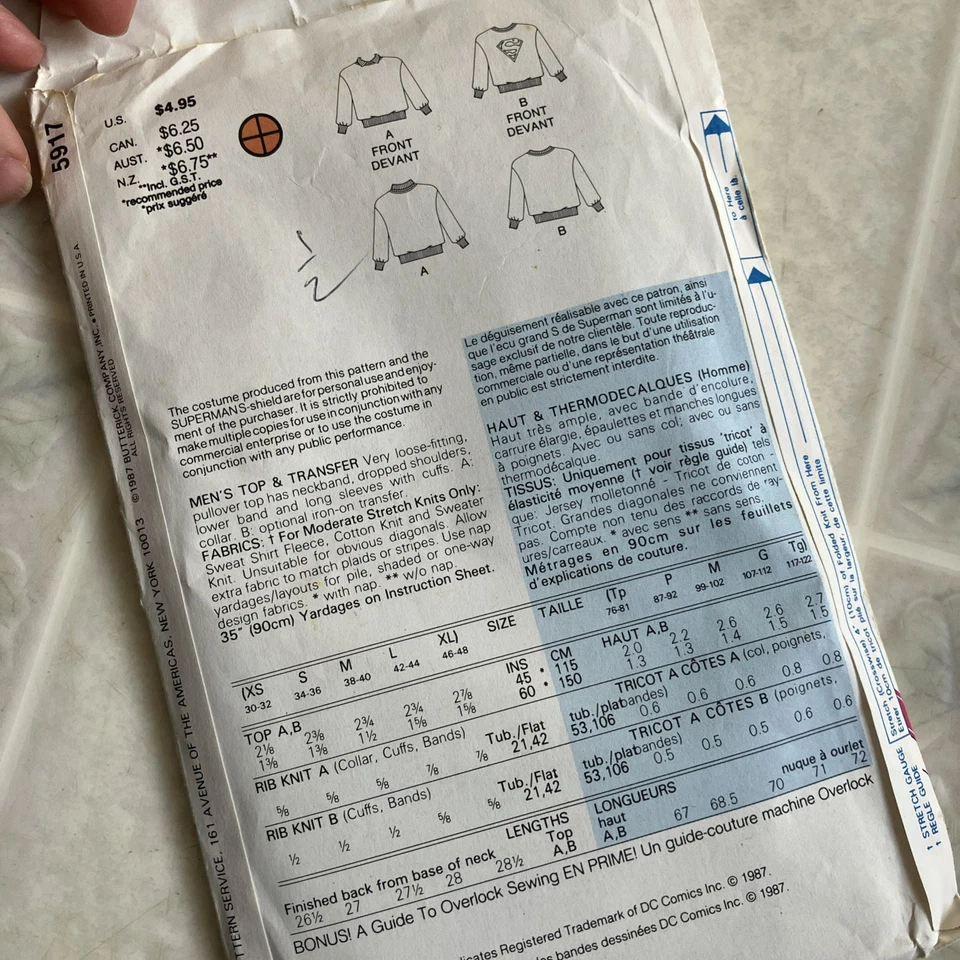 5917
U.S. $4.95
CAN. $6.25
AUST. *$6.50
N.Z. *$6.75**
**Incl. G.S.T.
*recommended price
*prix suggéré
A
FRONT
DEVANT
B
FRONT
DEVANT
A
B
1/2
The costume produced from this pattern and the
SUPERMAN S-shield are for personal use and enjoy-
ment of the purchaser. It is strictly prohibited to
make multiple copies for use in conjunction with any
commercial enterprise or to use the costume in
conjunction with any public performance.
MEN'S TOP & TRANSFER Very loose-fitting,
pullover top has neckband, dropped shoulders,
lower band and long sleeves with cuffs. A:
collar. B: optional iron-on transfer.
FABRICS: † For Moderate Stretch Knits Only:
Sweat Shirt Fleece, Cotton Knit and Sweater
Knit. Unsuitable for obvious diagonals. Allow
extra fabric to match plaids or stripes. Use nap
yardages/layouts for pile, shaded or one-way
design fabrics. * with nap. ** w/o nap.
35" (90cm) Yardages on Instruction Sheet.
(XS S M L XL) SIZE
30-32 34-36 38-40 42-44 46-48
TOP A,B INS
2⅛ 2⅜ 2¾ 2¾ 2⅞ 45 •
1⅜ 1⅜ 1½ 1⅝ 1⅝ 60 •
RIB KNIT A (Collar, Cuffs, Bands) Tub./Flat
⅝ ⅝ ⅝ ⅞ ⅞ 21,42
RIB KNIT B (Cuffs, Bands) Tub./Flat
½ ½ ½ ⅝ ⅝ 21,42
LENGTHS
Finished back from base of neck Top
26½ 27 27½ 28 28½ A,B
Le déguisement réalisable avec ce patron, ainsi
que l'ecu grand S de Superman sont limités à l'u-
sage exclusif de notre clientèle. Toute reproduc-
tion, même partielle, dans le but d'une utilisation
commerciale ou d'une représentation théâtrale
en public est strictement interdite.
HAUT & THERMODECALQUES (Homme)
Haut très ample, avec bande d'encolure,
carrure élargie, épaulettes et manches longues
à poignets. Avec ou sans col; avec ou sans
thermodécalque.
TISSUS: Uniquement pour tissus 'tricot' à
élasticité moyenne († voir règle guide) tels
que: Jersey molletonné - Tricot de coton -
Tricot. Grandes diagonales ne conviennent
pas. Compte non tenu des raccords de ray-
ures/carreaux. * avec sens ** sans sens.
Métrages en 90cm sur les feuillets
d'explications de couture.
TAILLE (Tp P M G Tg)
76-81 87-92 99-102 107-112 117-122
CM HAUT A,B
115 2.0 2.2 2.6 2.6 2.7
150 1.3 1.3 1.4 1.5 1.5
TRICOT A CÔTES A (col, poignets,
tub./plat bandes)
53,106 0.6 0.6 0.6 0.8 0.8
TRICOT A CÔTES B (poignets,
tub./plat bandes)
53,106 0.5 0.5 0.5 0.6 0.6
LONGUEURS
haut nuque à ourlet
A,B 67 68.5 70 71 72
BONUS! A Guide To Overlock Sewing EN PRIME! Un guide-couture machine Overlock
icates Registered Trademark of DC Comics Inc. © 1987.
les bandes dessinées DC Comics Inc. © 1987.
TTERN SERVICE, 161 AVENUE OF THE AMERICAS, NEW YORK 10013 ©1987 BUTTERICK COMPANY INC. • PRINTED IN U.S.A
ALL RIGHTS RESERVED
to Here
à celle là.
Stretch (Crosswise) 4" (10cm) of Folded Knit From Here
† STRETCH GAUGE
† REGLE GUIDE